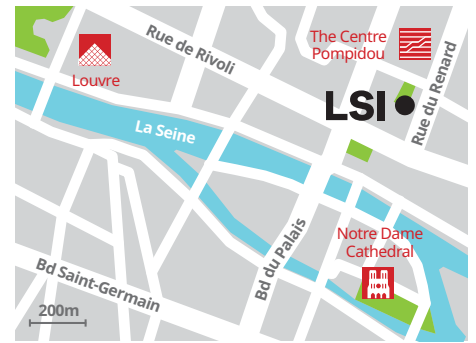 Rue de Rivoli
The Centre
Pompidou
Louvre
LSI
Rue du Renard
La Seine
Notre Dame
Cathedral
Bd du Palais
Bd Saint-Germain
200m